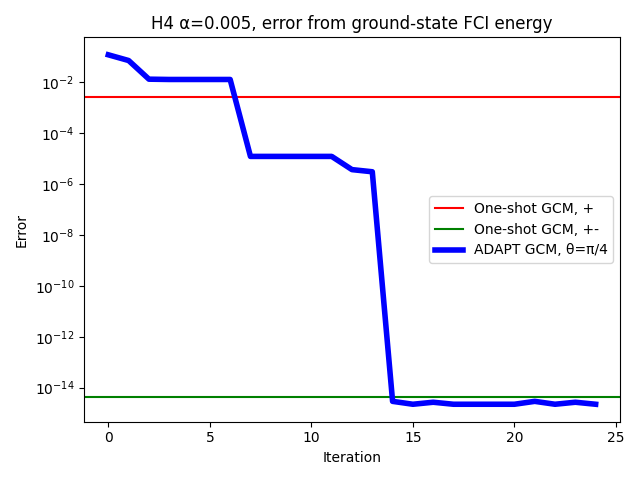 H4 α=0.005, error from ground-state FCI energy
Error
10⁻²
10⁻⁴
10⁻⁶
10⁻⁸
10⁻¹⁰
10⁻¹²
10⁻¹⁴
One-shot GCM, +
One-shot GCM, +-
ADAPT GCM, θ=π/4
0 5 10 15 20 25
Iteration